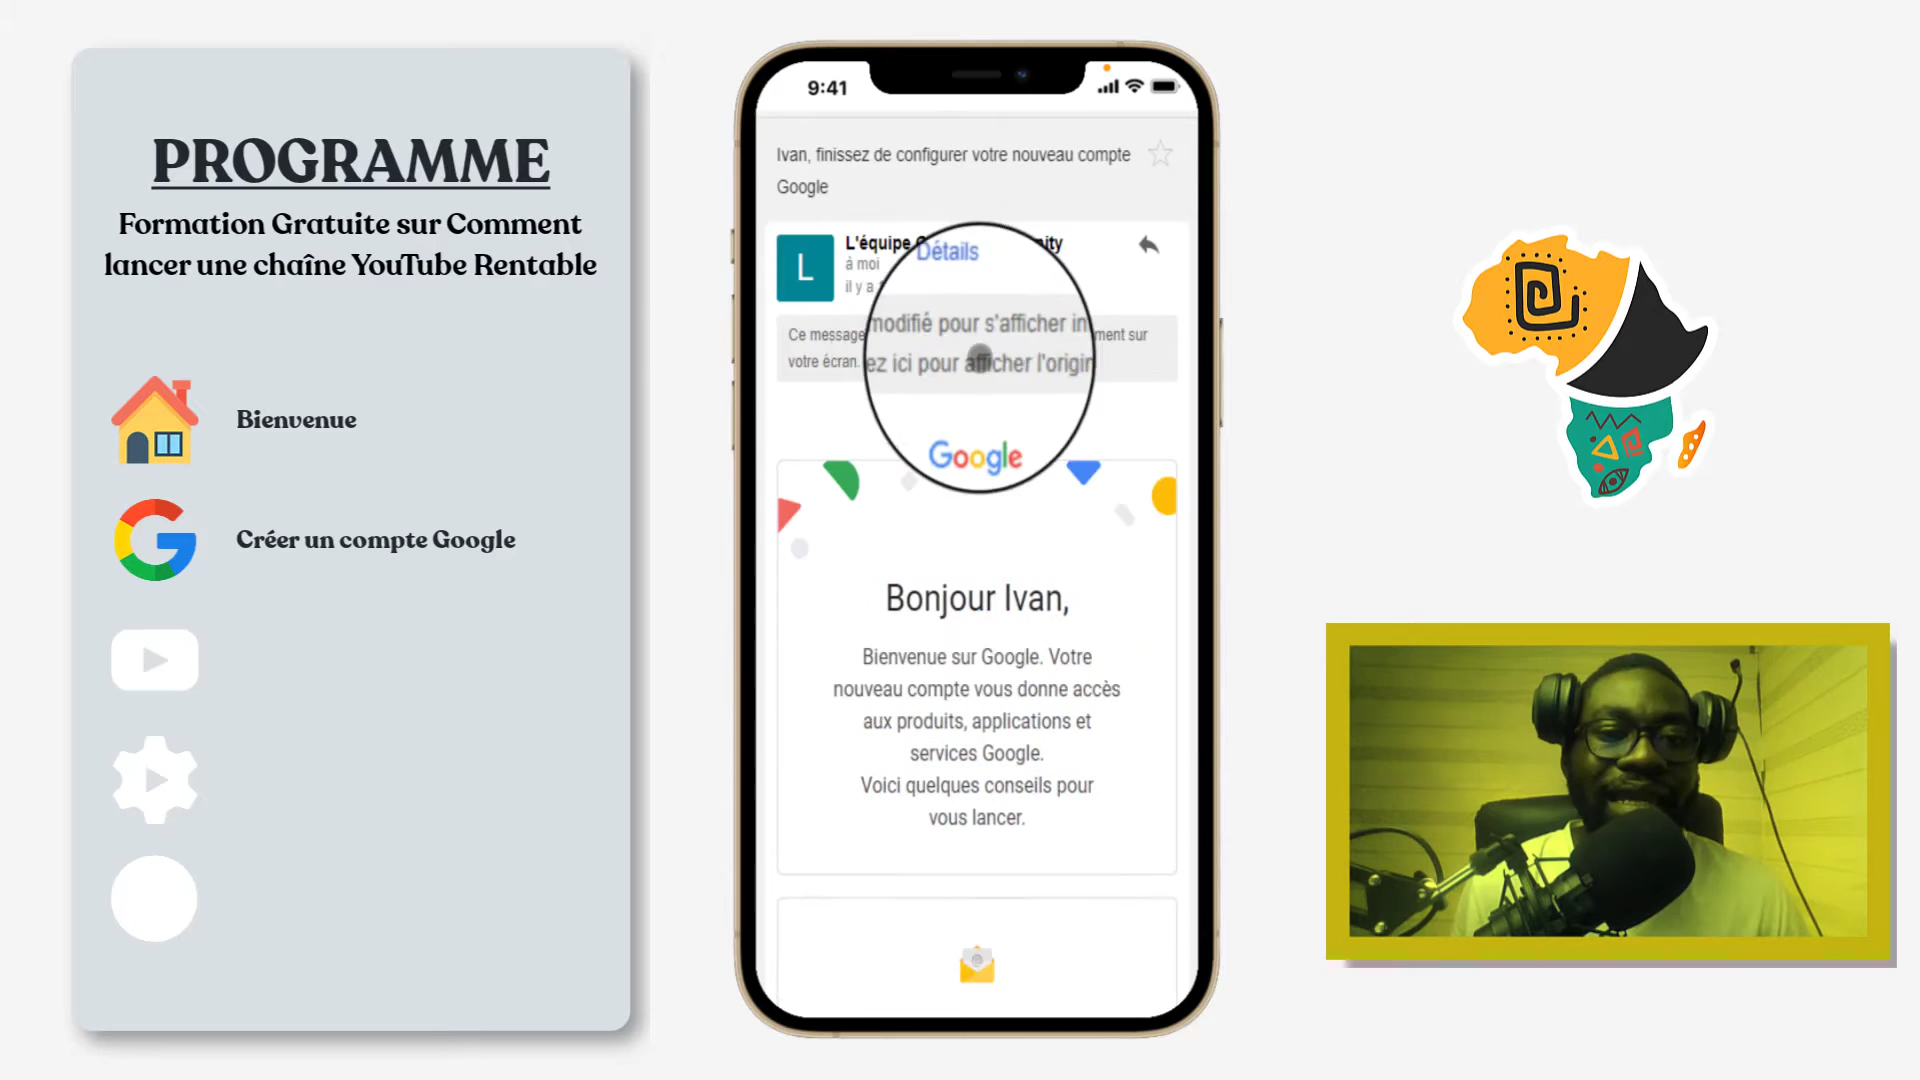 PROGRAMME
Formation Gratuite sur Comment
lancer une chaîne YouTube Rentable
Bienvenue
Créer un compte Google
9:41
Ivan, finissez de configurer votre nouveau compte
Google
L
L'équipe
à moi
il y a
Détails
Ce message modifié pour s'afficher
votre écran. ez ici pour afficher l'origin
ment sur
Google
Bonjour Ivan,
Bienvenue sur Google. Votre
nouveau compte vous donne accès
aux produits, applications et
services Google.
Voici quelques conseils pour
vous lancer.